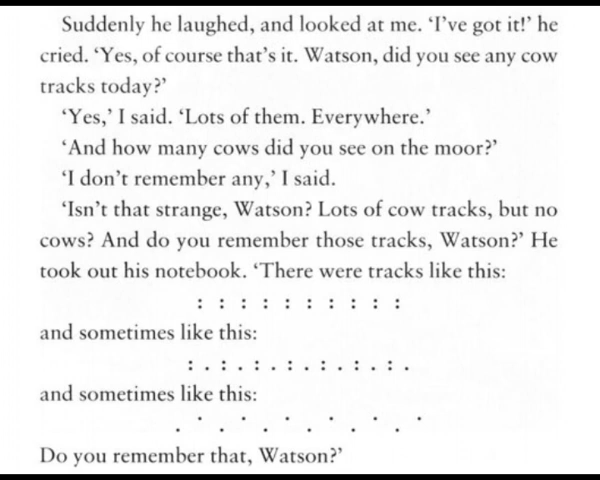 Suddenly he laughed, and looked at me. ‘I’ve got it!’ he
cried. ‘Yes, of course that’s it. Watson, did you see any cow
tracks today?’
‘Yes,’ I said. ‘Lots of them. Everywhere.’
‘And how many cows did you see on the moor?’
‘I don’t remember any,’ I said.
‘Isn’t that strange, Watson? Lots of cow tracks, but no
cows? And do you remember those tracks, Watson?’ He
took out his notebook. ‘There were tracks like this:
: : : : : : : : : :
and sometimes like this:
: . : . : . : . : . : . : .
and sometimes like this:
. · . · . · . · . · . · . ·
Do you remember that, Watson?’